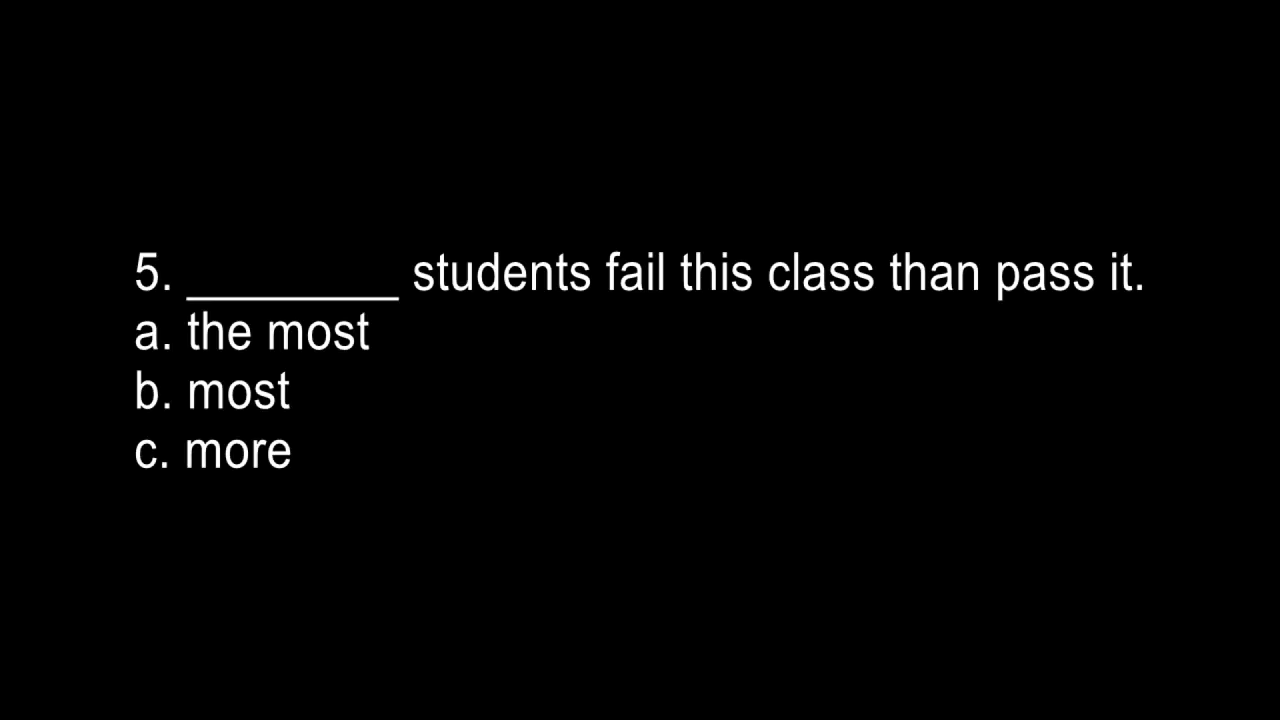 5. ________ students fail this class than pass it.
a. the most
b. most
c. more